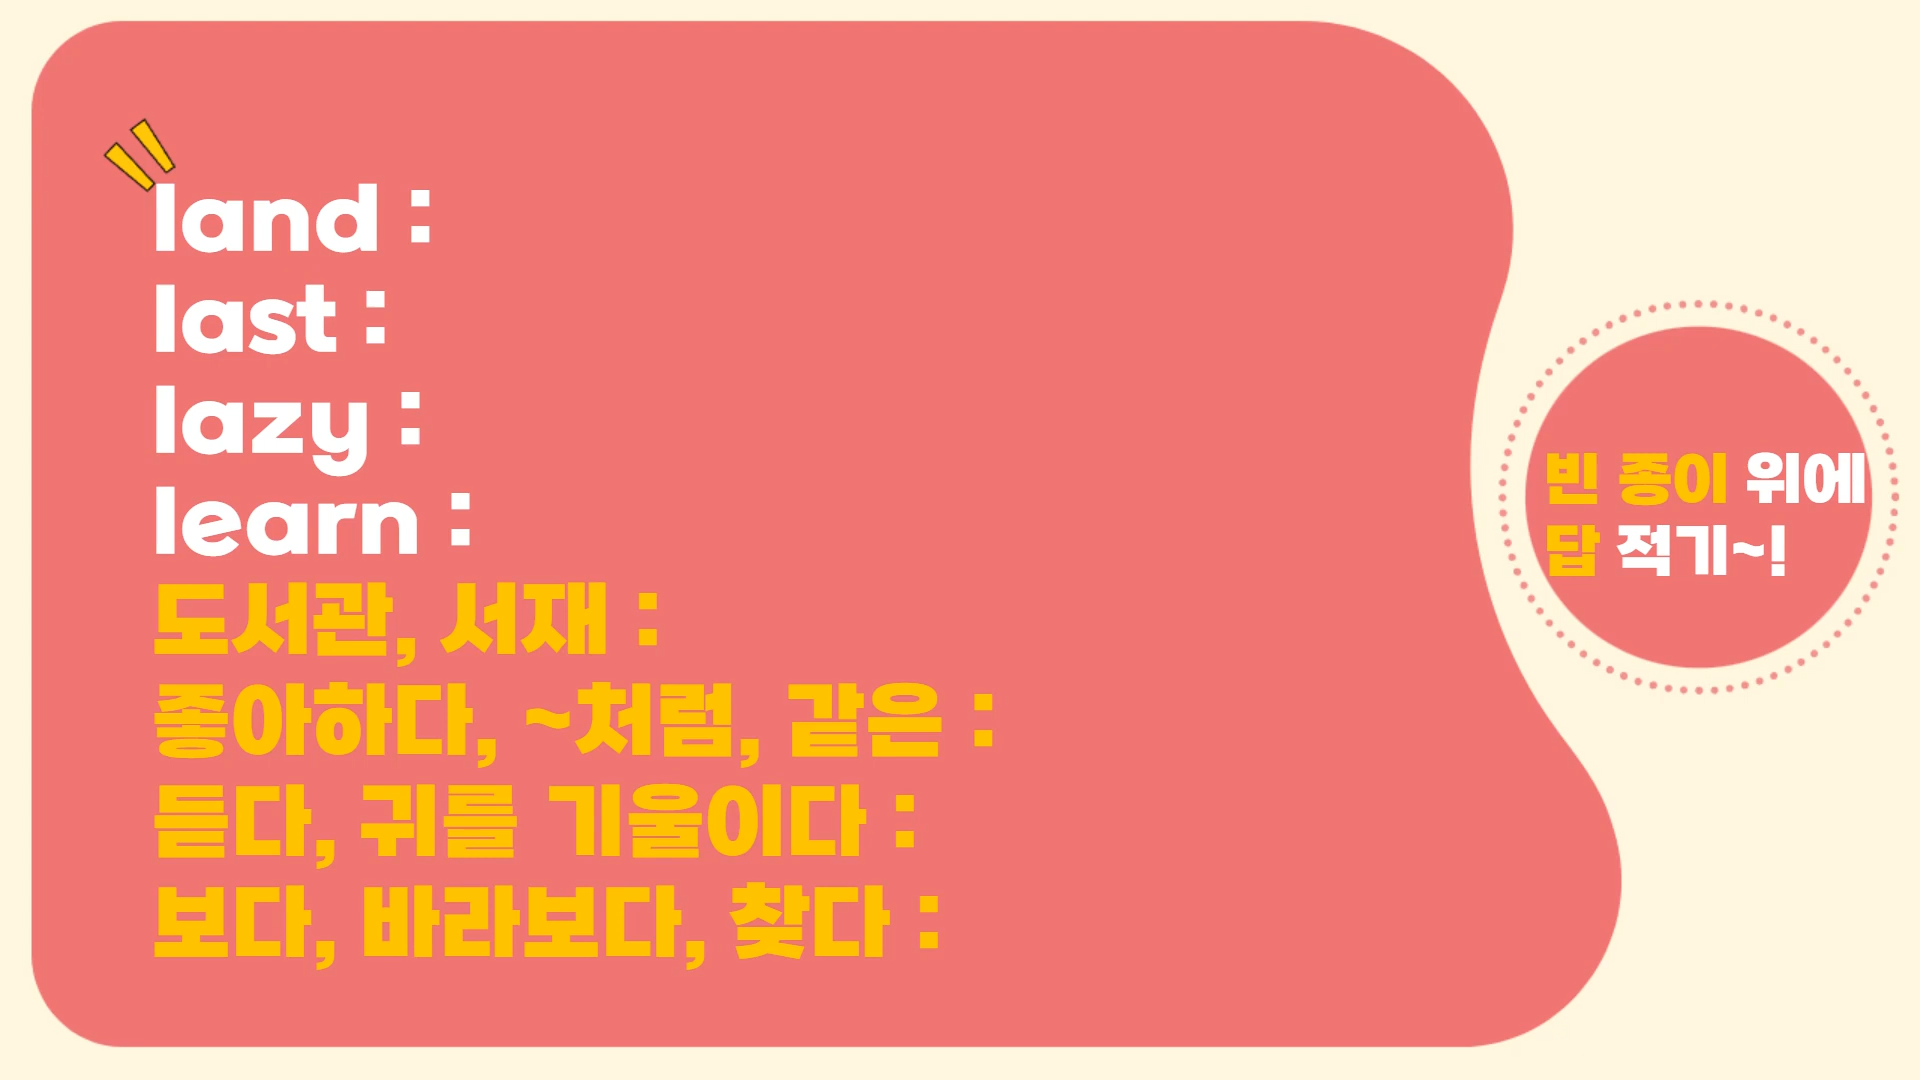 land :
last :
lazy :
learn :
도서관, 서재 :
좋아하다, ~처럼, 같은 :
듣다, 귀를 기울이다 :
보다, 바라보다, 찾다 :
빈 종이 위에
답 적기~!